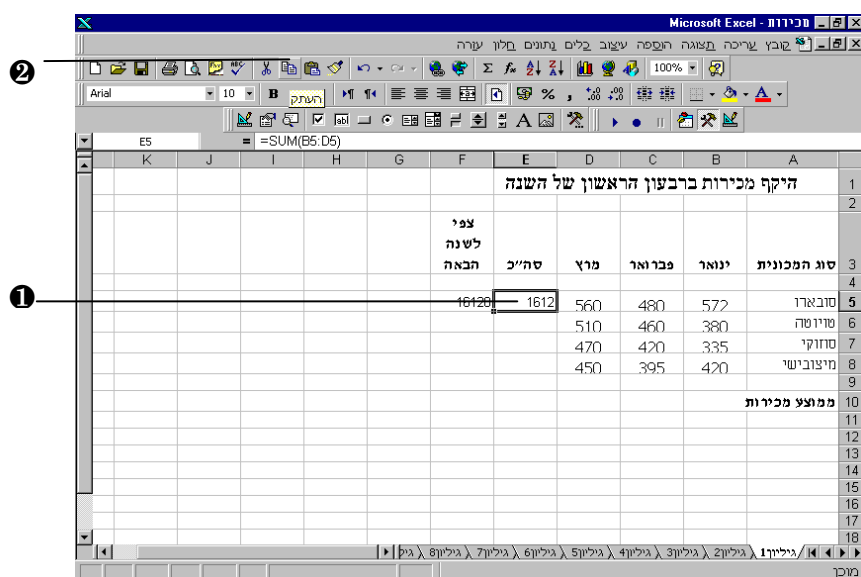 Microsoft Excel - מכירות
קובץ עריכה תצוגה הוספה עיצוב כלים נתונים חלון עזרה
❷
100%
Arial 10 B
העתק
E5 = =SUM(B5:D5)
K J I H G F E D C B A
היקף מכירות ברבעון הראשון של השנה 1
2
סוג המכונית ינואר פברואר מרץ סה״כ צפי לשנה הבאה 3
4
❶
סובארו 572 480 560 1612 16120 5
טויוטה 380 460 510 6
סוזוקי 335 420 470 7
מיצובישי 420 395 450 8
9
ממוצע מכירות 10
11
12
13
14
15
16
17
18
גיליון1 גיליון2 גיליון3 גיליון4 גיליון5 גיליון6 גיליון7 גיליון8 גיל
מוכן